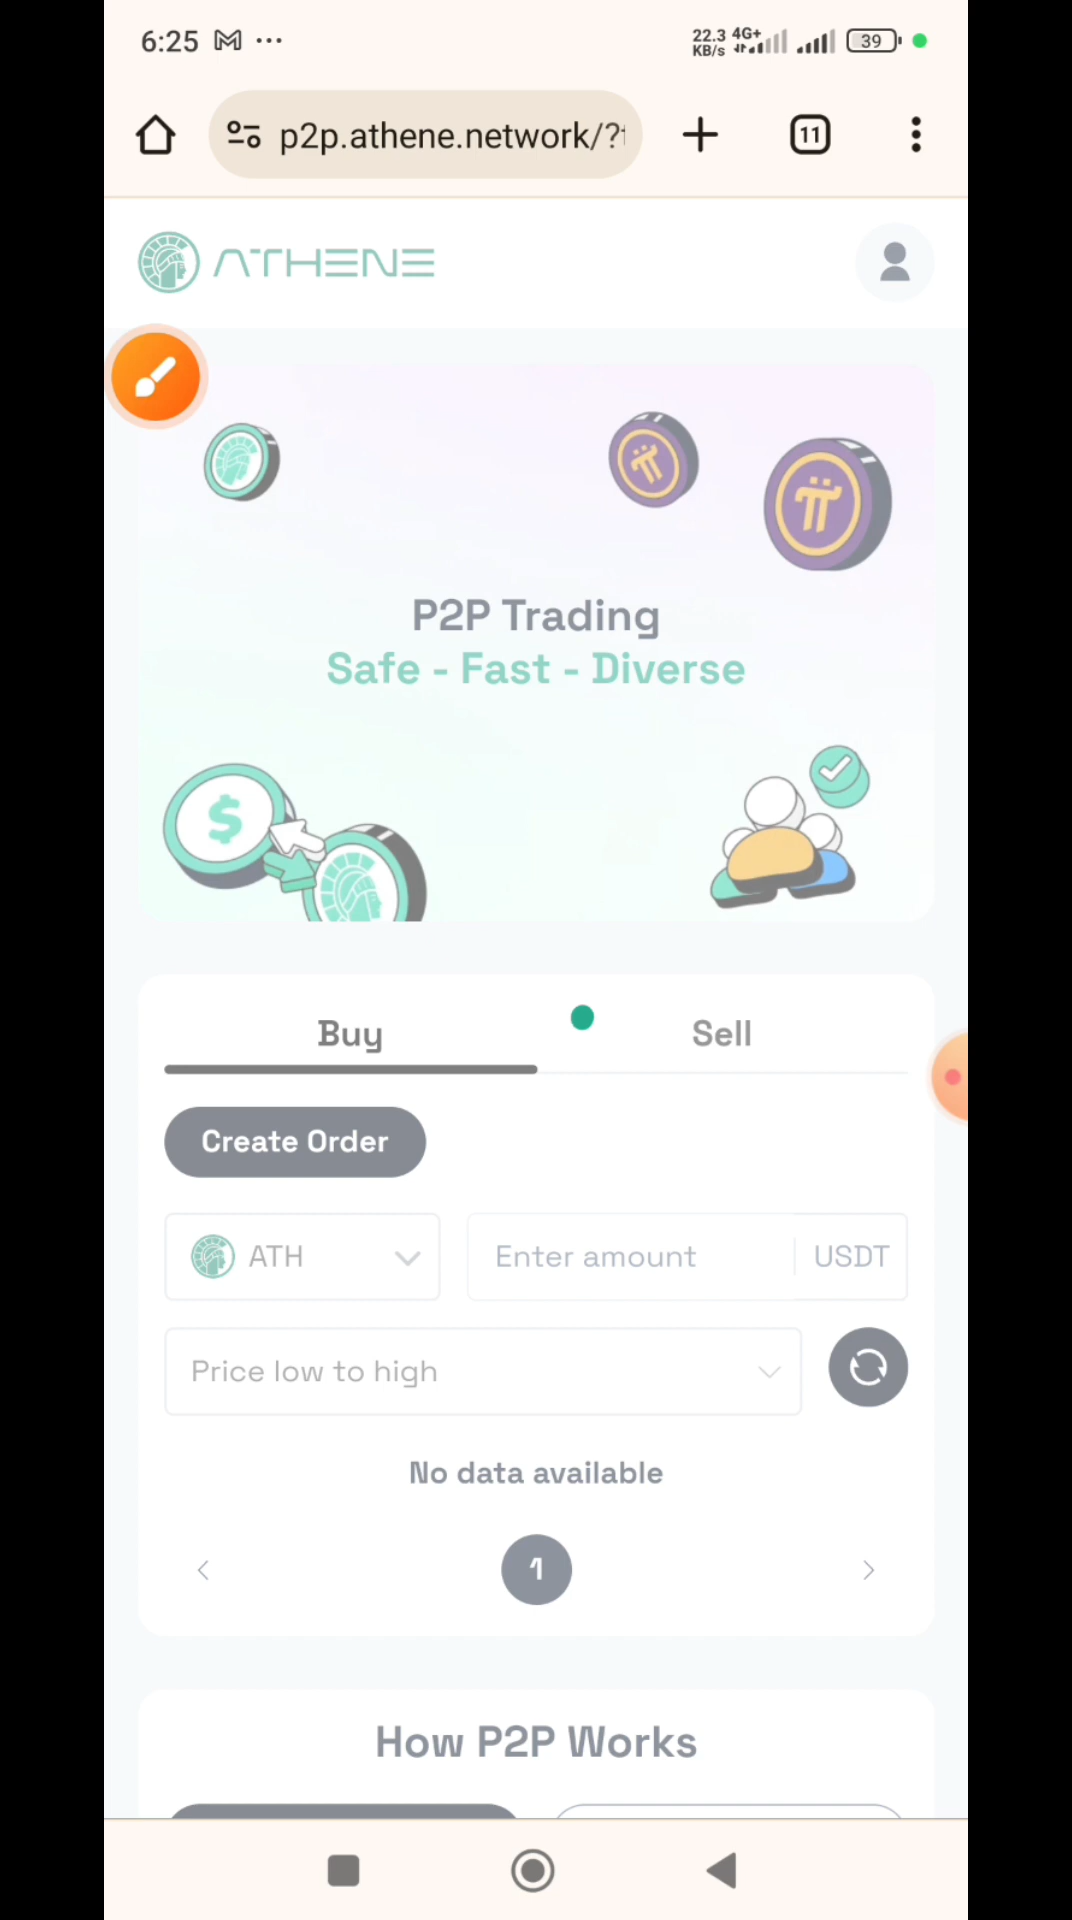 6:25
22.3 KB/s 4G+ 39
p2p.athene.network/?
11
ATHENE
P2P Trading
Safe - Fast - Diverse
Buy
Sell
Create Order
ATH
Enter amount
USDT
Price low to high
No data available
1
How P2P Works